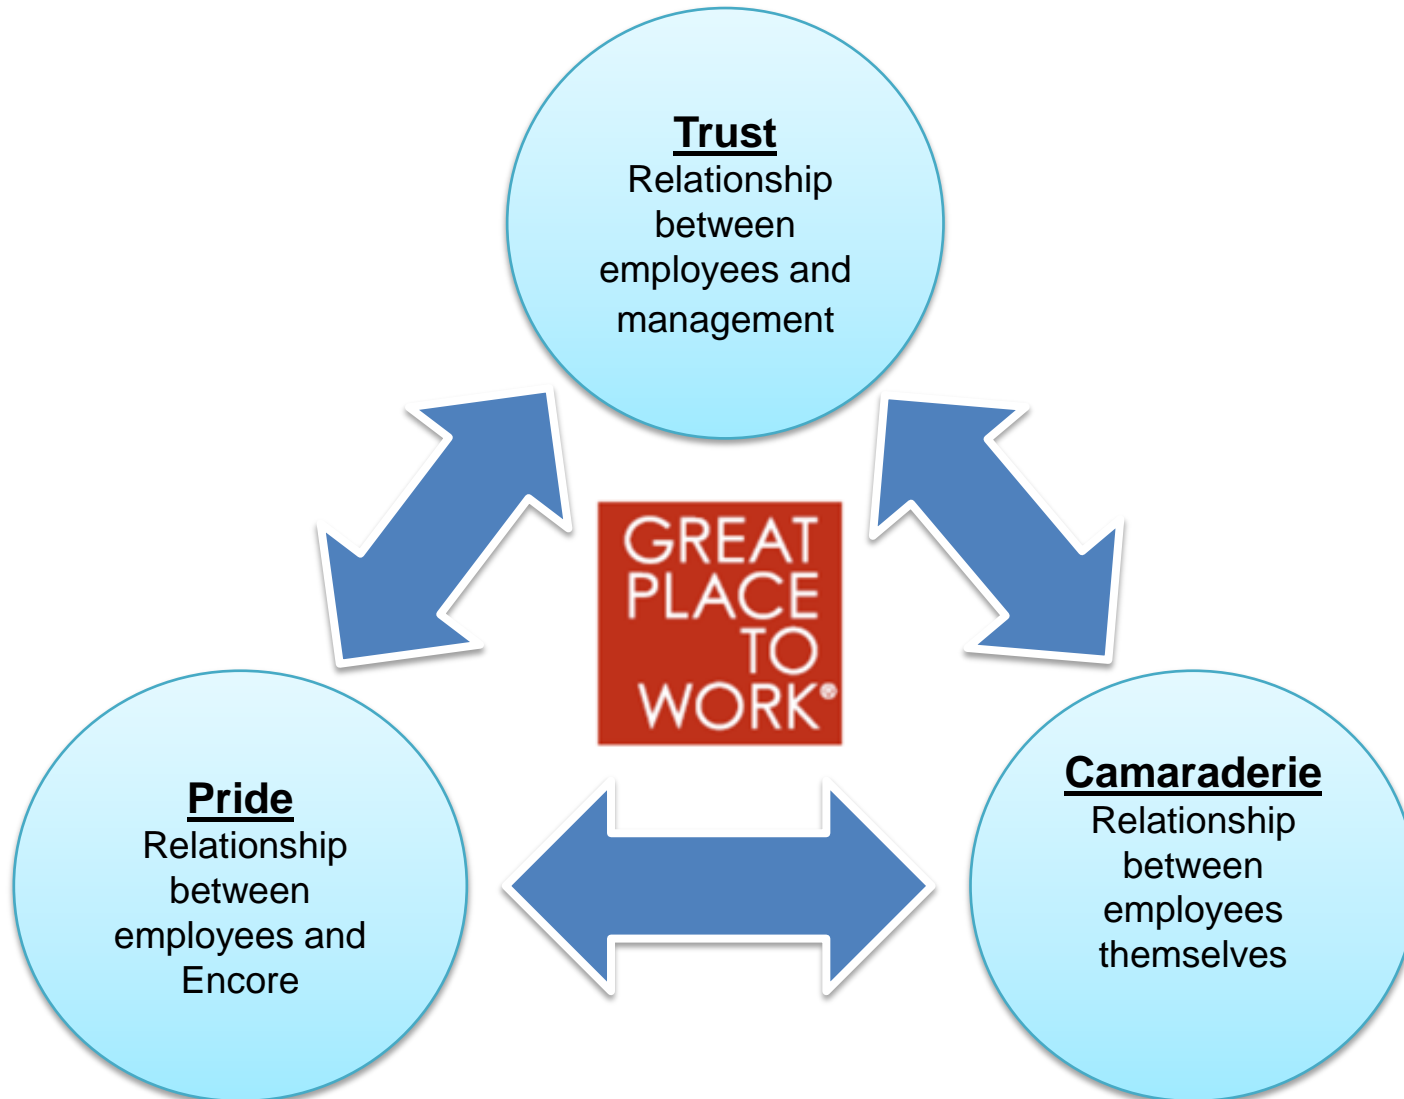 Trust
Relationship
between
employees and
management
GREAT
PLACE
TO
WORK®
Pride
Relationship
between
employees and
Encore
Camaraderie
Relationship
between
employees
themselves